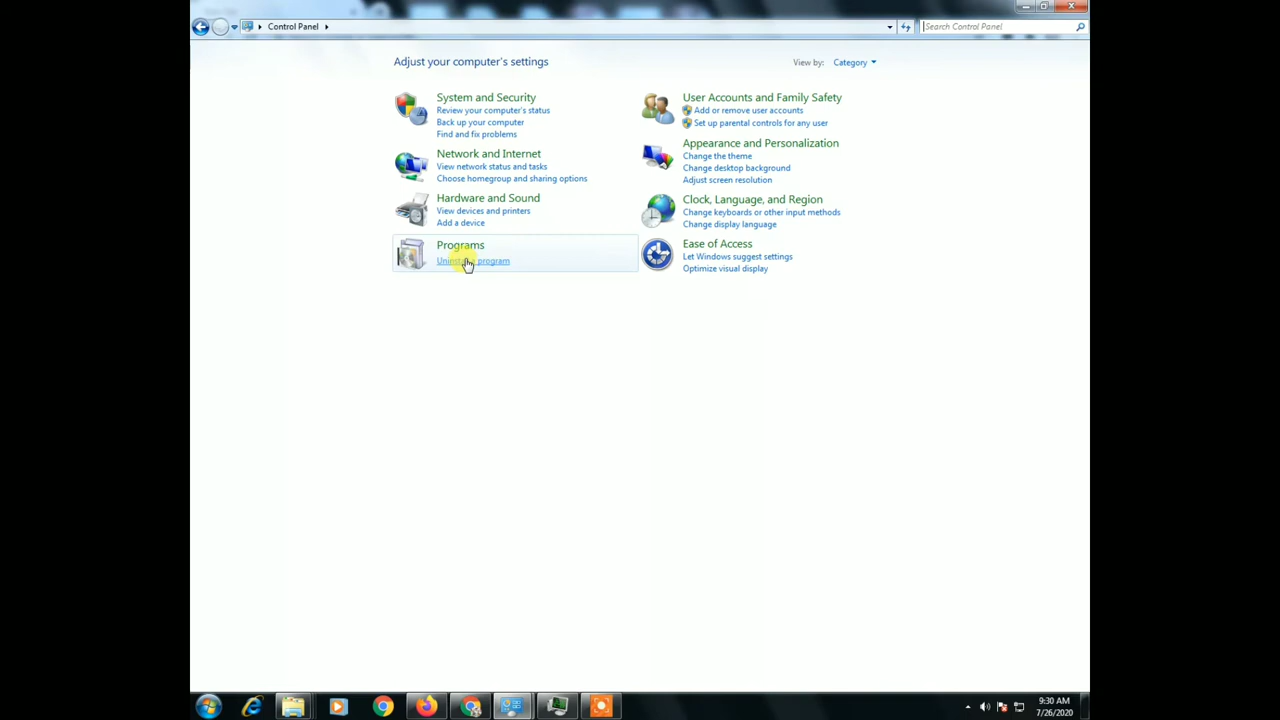 Control Panel
Search Control Panel
Adjust your computer's settings
View by: Category
System and Security
Review your computer's status
Back up your computer
Find and fix problems
Network and Internet
View network status and tasks
Choose homegroup and sharing options
Hardware and Sound
View devices and printers
Add a device
Programs
Uninstall a program
User Accounts and Family Safety
Add or remove user accounts
Set up parental controls for any user
Appearance and Personalization
Change the theme
Change desktop background
Adjust screen resolution
Clock, Language, and Region
Change keyboards or other input methods
Change display language
Ease of Access
Let Windows suggest settings
Optimize visual display
9:30 AM
7/26/2020